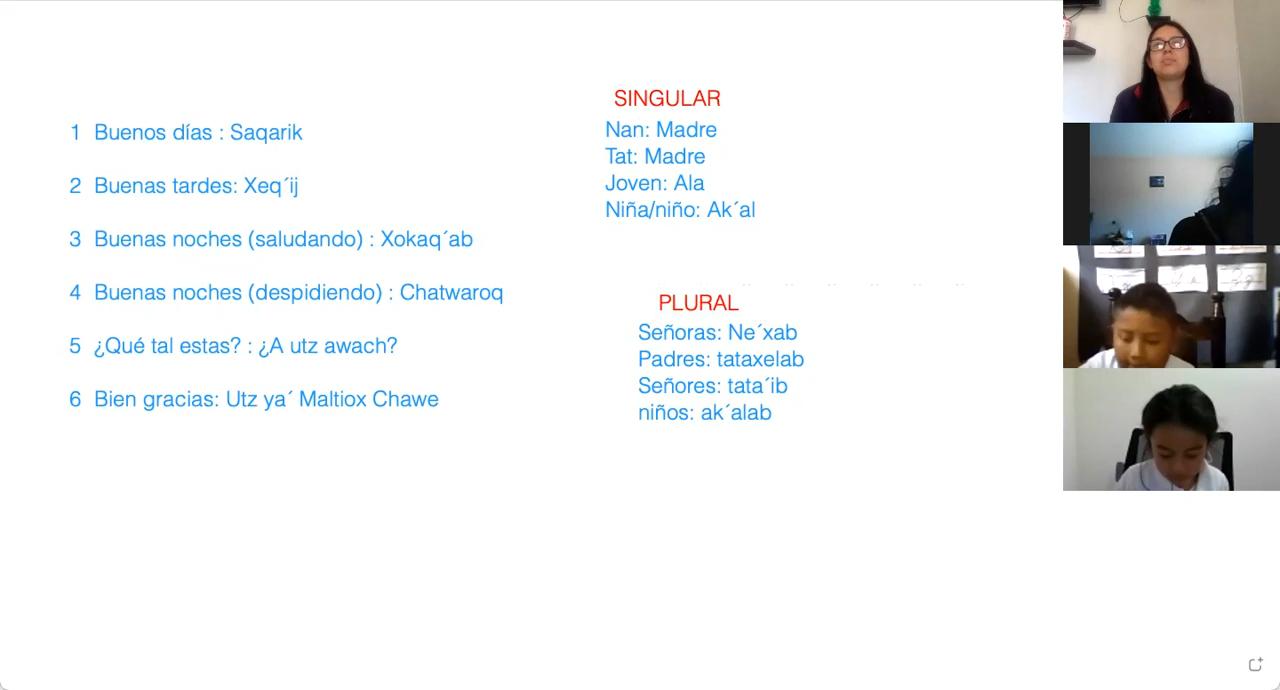 1 Buenos días : Saqarik
2 Buenas tardes: Xeq´ij
3 Buenas noches (saludando) : Xokaq´ab
4 Buenas noches (despidiendo) : Chatwaroq
5 ¿Qué tal estas? : ¿A utz awach?
6 Bien gracias: Utz ya´ Maltiox Chawe
SINGULAR
Nan: Madre
Tat: Madre
Joven: Ala
Niña/niño: Ak´al
PLURAL
Señoras: Ne´xab
Padres: tataxelab
Señores: tata´ib
niños: ak´alab